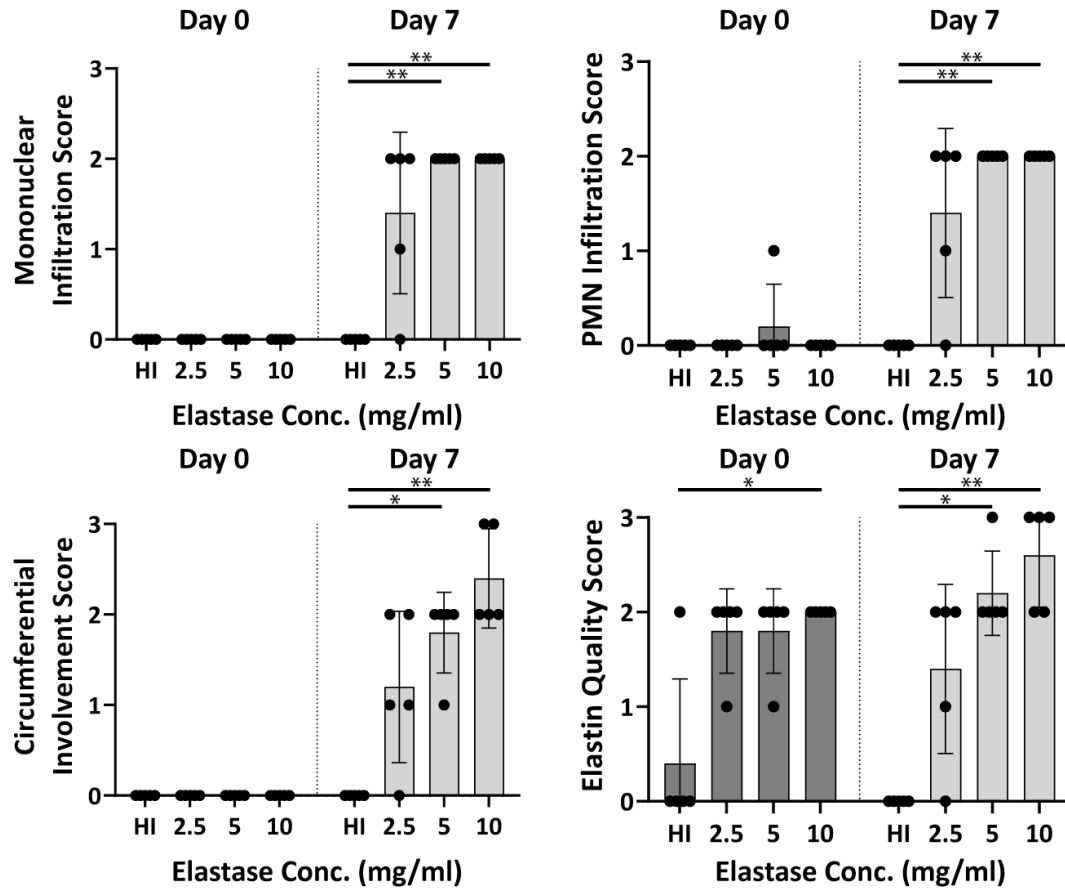 Day 0 Day 7
Mononuclear
Infiltration Score
3
2
1
0
** **
HI 2.5 5 10 HI 2.5 5 10
Elastase Conc. (mg/ml)
Day 0 Day 7
PMN Infiltration Score
3
2
1
0
** **
HI 2.5 5 10 HI 2.5 5 10
Elastase Conc. (mg/ml)
Day 0 Day 7
Circumferential
Involvement Score
3
2
1
0
** *
HI 2.5 5 10 HI 2.5 5 10
Elastase Conc. (mg/ml)
Day 0 Day 7
Elastin Quality Score
3
2
1
0
* ** *
HI 2.5 5 10 HI 2.5 5 10
Elastase Conc. (mg/ml)